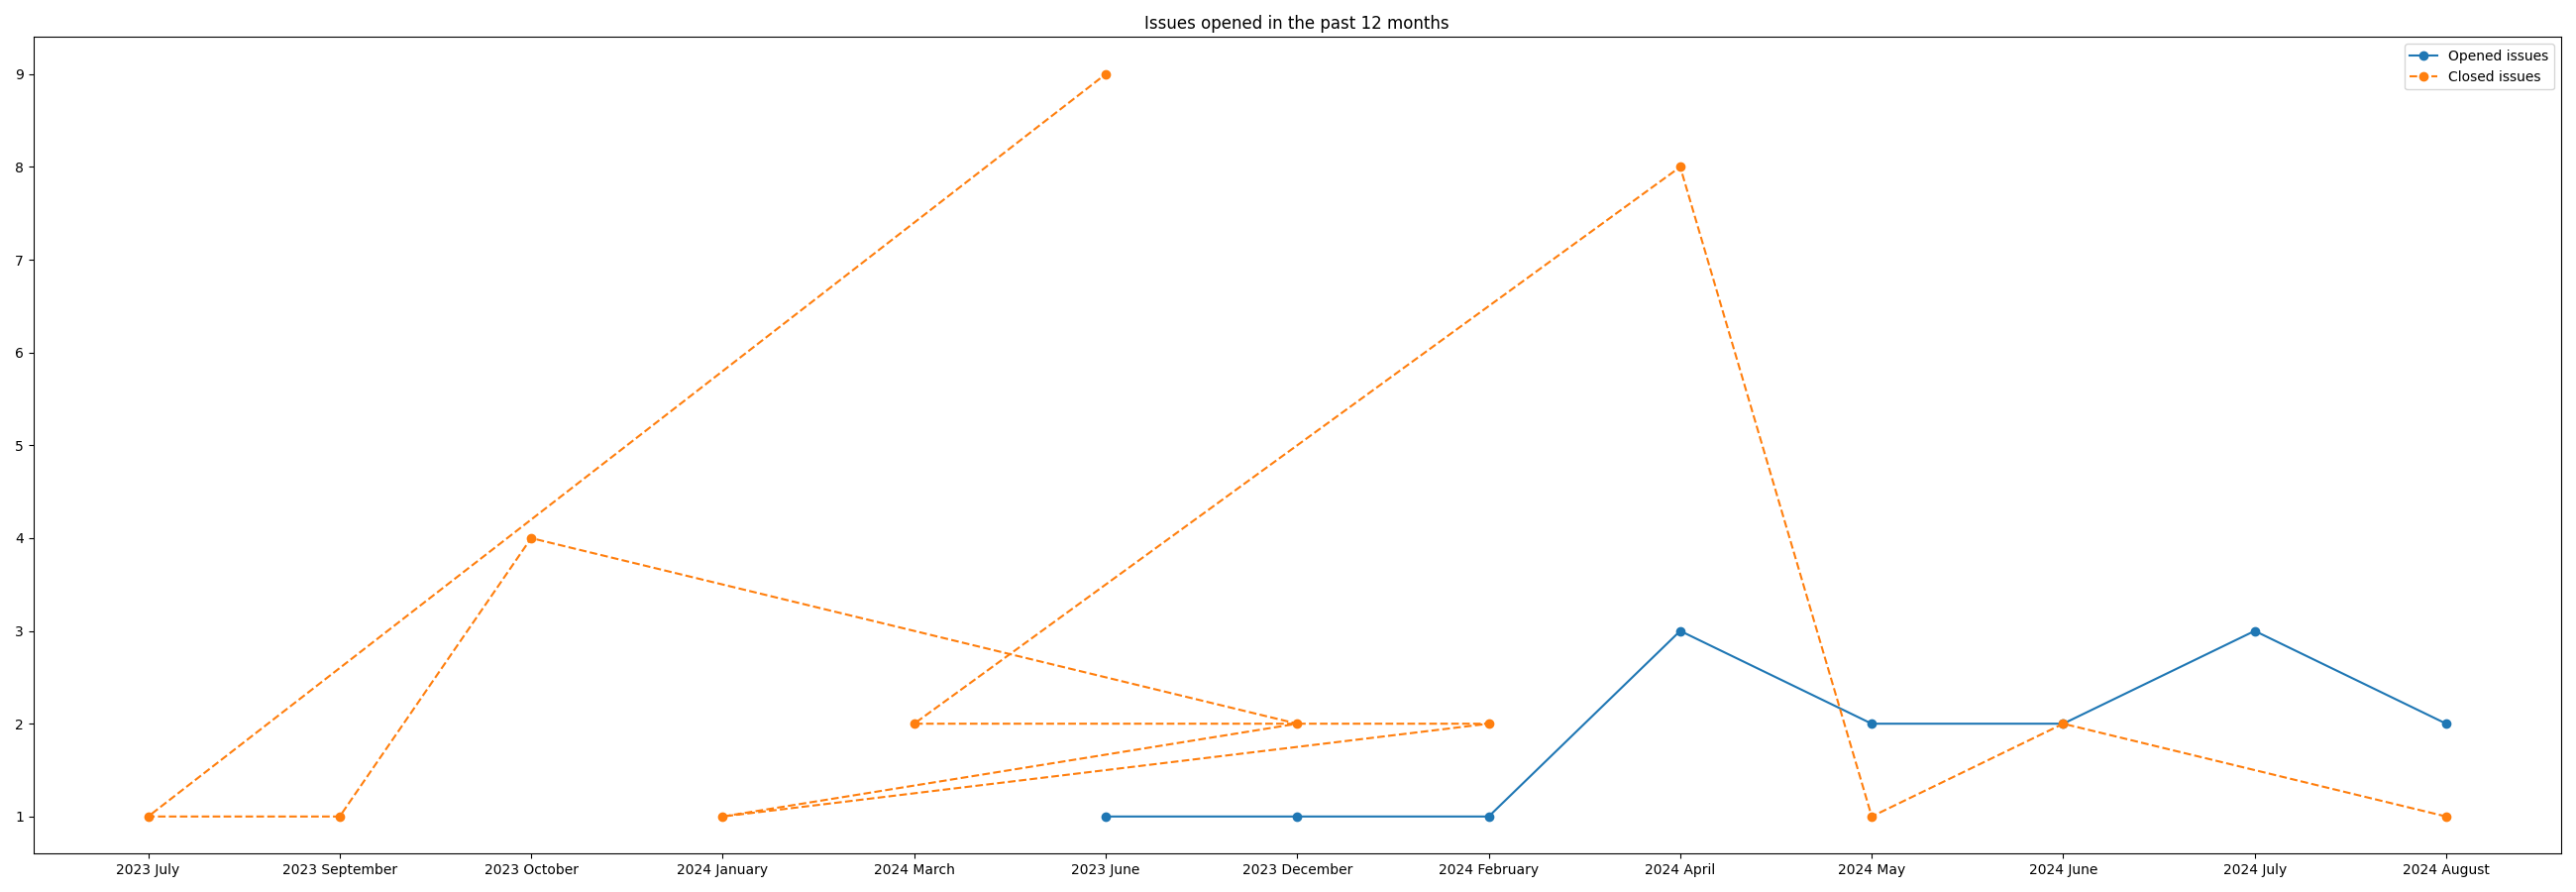 Issues opened in the past 12 months
Opened issues
Closed issues
9
8
7
6
5
4
3
2
1
2023 July 2023 September 2023 October 2024 January 2024 March 2023 June 2023 December 2024 February 2024 April 2024 May 2024 June 2024 July 2024 August